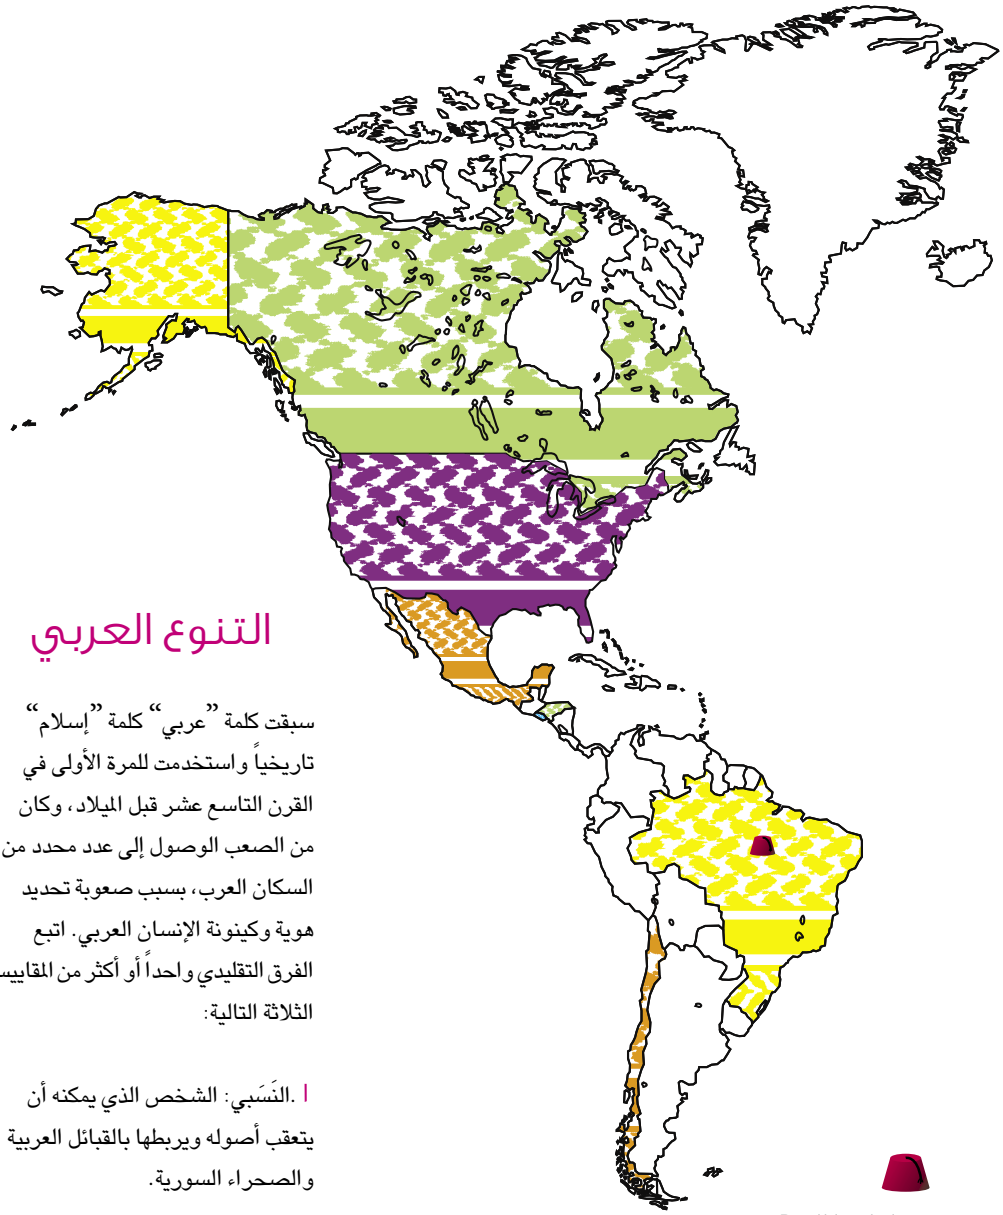 التنوع العربي
سبقت كلمة ”عربي“ كلمة ”إسلام“
تاريخياً واستخدمت للمرة الأولى في
القرن التاسع عشر قبل الميلاد، وكان
من الصعب الوصول إلى عدد محدد من
السكان العرب، بسبب صعوبة تحديد
هوية وكينونة الإنسان العربي. اتبع
الفرق التقليدي واحداً أو أكثر من المقاييس
الثلاثة التالية:
1. النَسَبي: الشخص الذي يمكنه أن
يتعقب أصوله ويربطها بالقبائل العربية
والصحراء السورية.